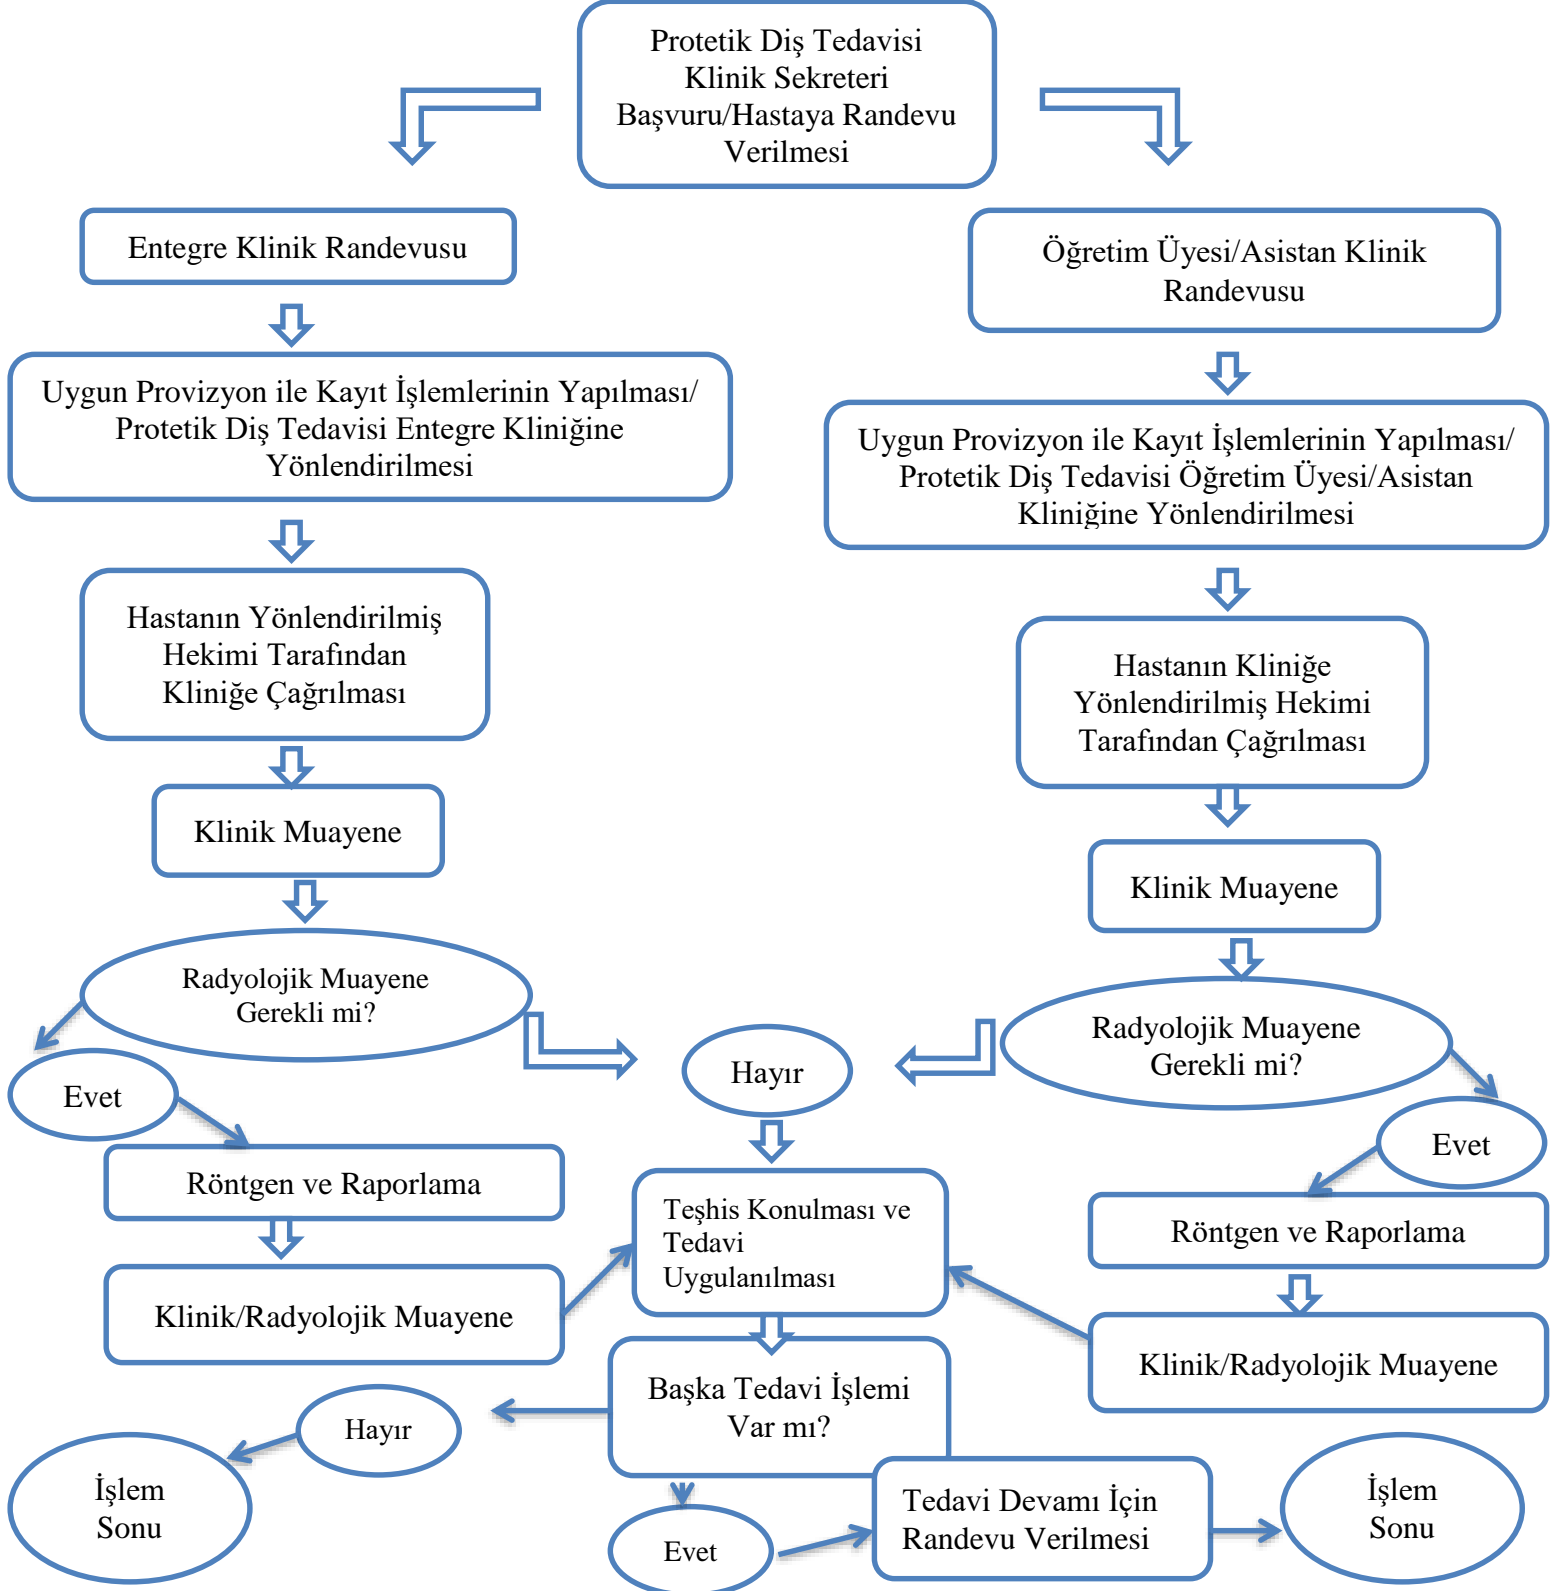 Protetik Diş Tedavisi
Klinik Sekreteri
Başvuru/Hastaya Randevu
Verilmesi
Entegre Klinik Randevusu
Öğretim Üyesi/Asistan Klinik
Randevusu
Uygun Provizyon ile Kayıt İşlemlerinin Yapılması/
Protetik Diş Tedavisi Entegre Kliniğine
Yönlendirilmesi
Uygun Provizyon ile Kayıt İşlemlerinin Yapılması/
Protetik Diş Tedavisi Öğretim Üyesi/Asistan
Kliniğine Yönlendirilmesi
Hastanın Yönlendirilmiş
Hekimi Tarafından
Kliniğe Çağrılması
Hastanın Kliniğe
Yönlendirilmiş Hekimi
Tarafından Çağrılması
Klinik Muayene
Klinik Muayene
Radyolojik Muayene
Gerekli mi?
Radyolojik Muayene
Gerekli mi?
Hayır
Evet
Evet
Röntgen ve Raporlama
Teşhis Konulması ve
Tedavi
Uygulanılması
Röntgen ve Raporlama
Klinik/Radyolojik Muayene
Klinik/Radyolojik Muayene
Başka Tedavi İşlemi
Var mı?
Hayır
İşlem
Sonu
Evet
Tedavi Devamı İçin
Randevu Verilmesi
İşlem
Sonu